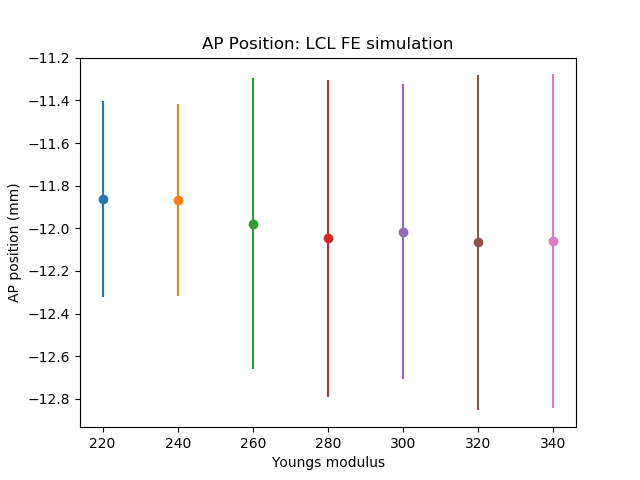 AP Position: LCL FE simulation
AP position (mm)
−11.2
−11.4
−11.6
−11.8
−12.0
−12.2
−12.4
−12.6
−12.8
220 240 260 280 300 320 340
Youngs modulus